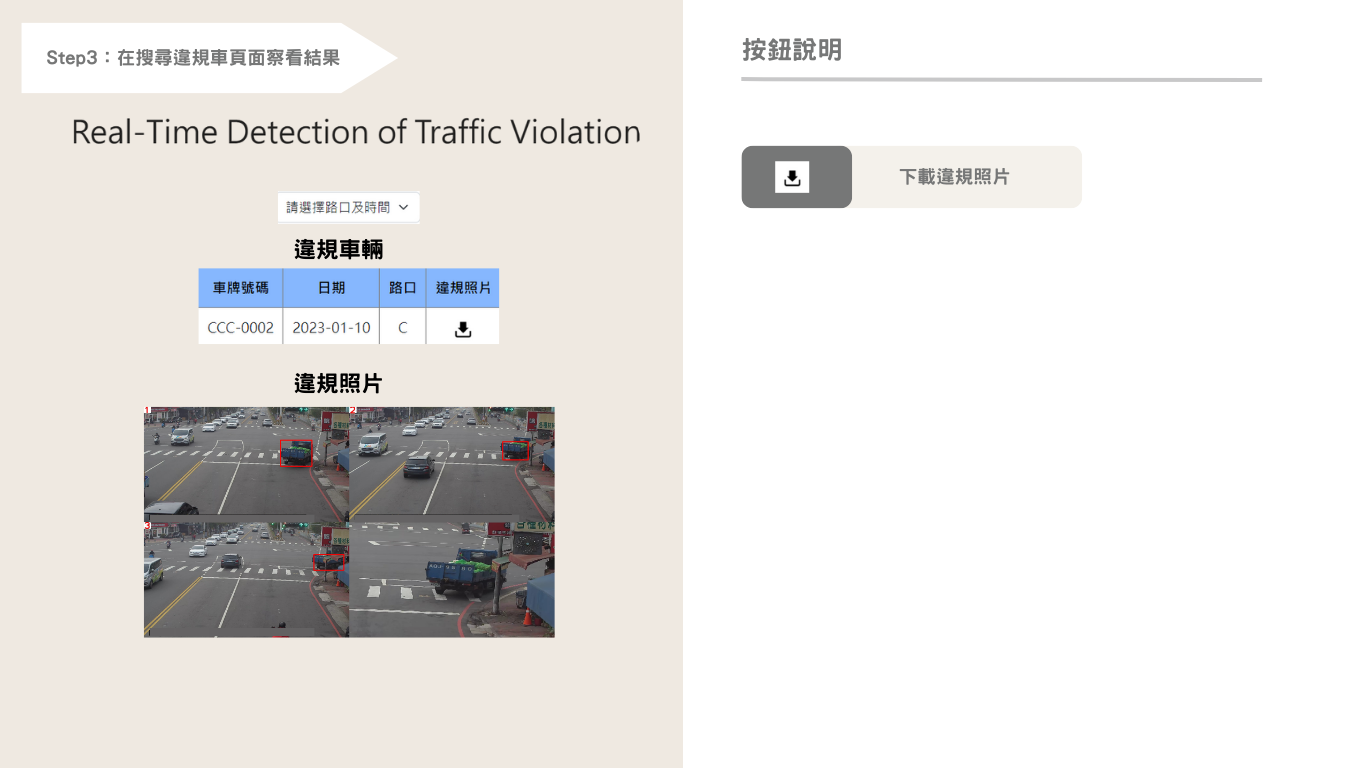 Step3：在搜尋違規車頁面察看結果
Real-Time Detection of Traffic Violation
請選擇路口及時間
違規車輛
車牌號碼 日期 路口 違規照片
CCC-0002 2023-01-10 C
違規照片
1 2
3
按鈕說明
下載違規照片